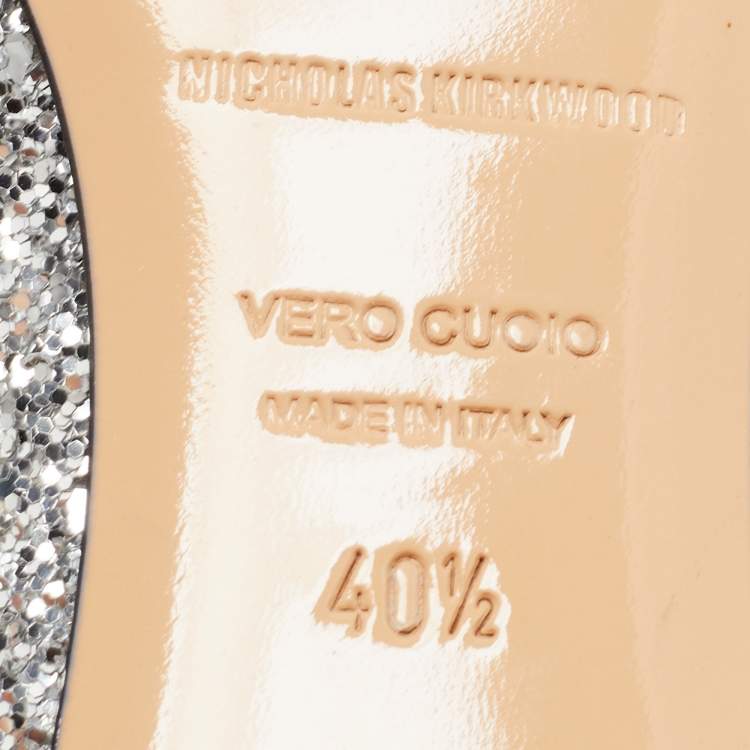 NICHOLAS KIRKWOOD
VERO CUOIO
MADE IN ITALY
40½